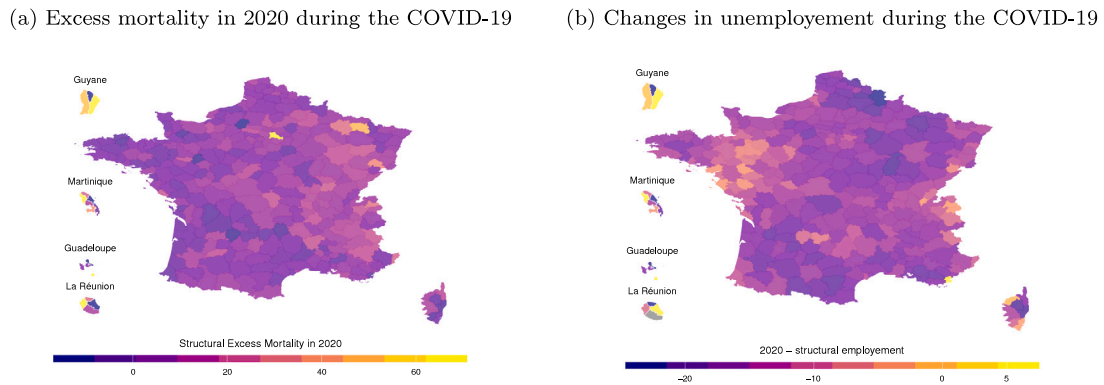 (a) Excess mortality in 2020 during the COVID-19
(b) Changes in unemployement during the COVID-19
Guyane
Martinique
Guadeloupe
La Réunion
Structural Excess Mortality in 2020
0
20
40
60
Guyane
Martinique
Guadeloupe
La Réunion
2020 – structural employement
−20
−10
0
5